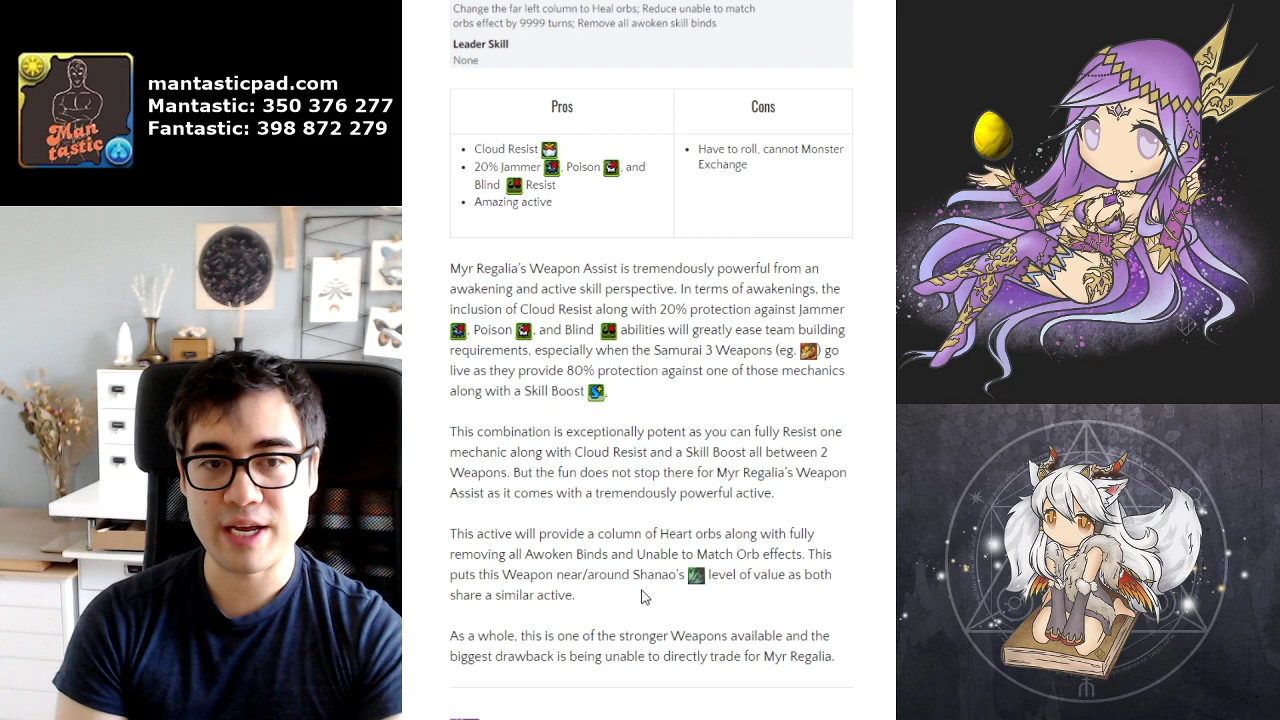 mantasticpad.com
Mantastic: 350 376 277
Fantastic: 398 872 279
Man
tastic
Change the far left column to Heal orbs; Reduce unable to match
orbs effect by 9999 turns; Remove all awoken skill binds
Leader Skill
None
Pros
Cons
Cloud Resist
20% Jammer, Poison, and
Blind Resist
Amazing active
Have to roll, cannot Monster
Exchange
Myr Regalia's Weapon Assist is tremendously powerful from an
awakening and active skill perspective. In terms of awakenings, the
inclusion of Cloud Resist along with 20% protection against Jammer
, Poison, and Blind abilities will greatly ease team building
requirements, especially when the Samurai 3 Weapons (eg. ) go
live as they provide 80% protection against one of those mechanics
along with a Skill Boost .
This combination is exceptionally potent as you can fully Resist one
mechanic along with Cloud Resist and a Skill Boost all between 2
Weapons. But the fun does not stop there for Myr Regalia's Weapon
Assist as it comes with a tremendously powerful active.
This active will provide a column of Heart orbs along with fully
removing all Awoken Binds and Unable to Match Orb effects. This
puts this Weapon near/around Shanao's level of value as both
share a similar active.
As a whole, this is one of the stronger Weapons available and the
biggest drawback is being unable to directly trade for Myr Regalia.